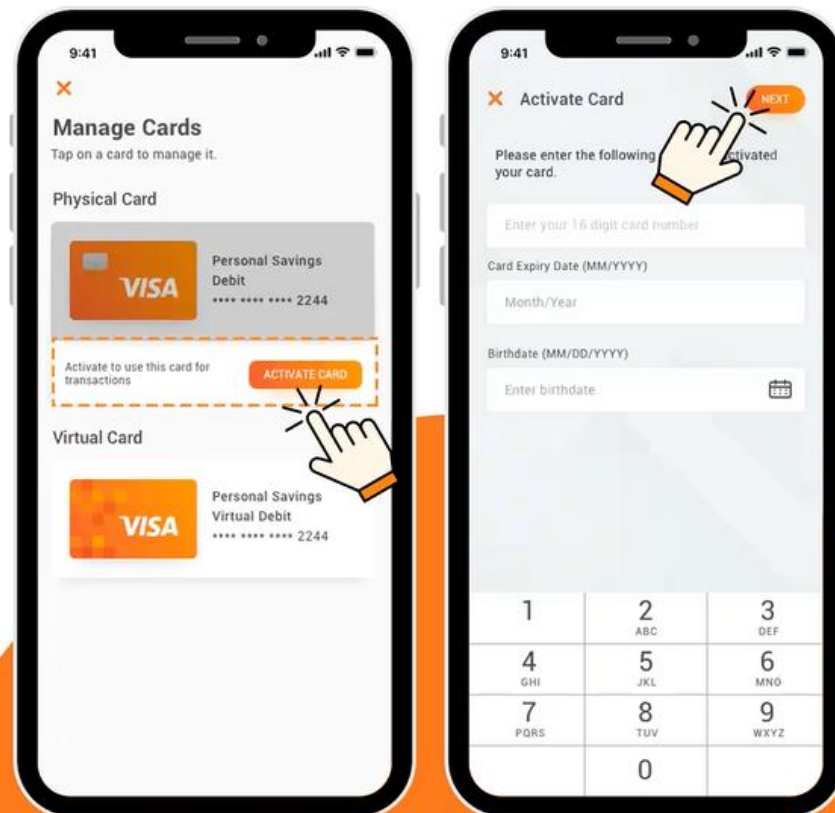 9:41
Manage Cards
Tap on a card to manage it.
Physical Card
VISA
Personal Savings
Debit
•••• •••• •••• 2244
Activate to use this card for
transactions
ACTIVATE CARD
Virtual Card
VISA
Personal Savings
Virtual Debit
•••• •••• •••• 2244
9:41
Activate Card
NEXT
Please enter the following
ctivated
your card.
Enter your 16 digit card number
Card Expiry Date (MM/YYYY)
Month/Year
Birthdate (MM/DD/YYYY)
Enter birthdate
1
2
ABC
3
DEF
4
GHI
5
JKL
6
MNO
7
PQRS
8
TUV
9
WXYZ
0